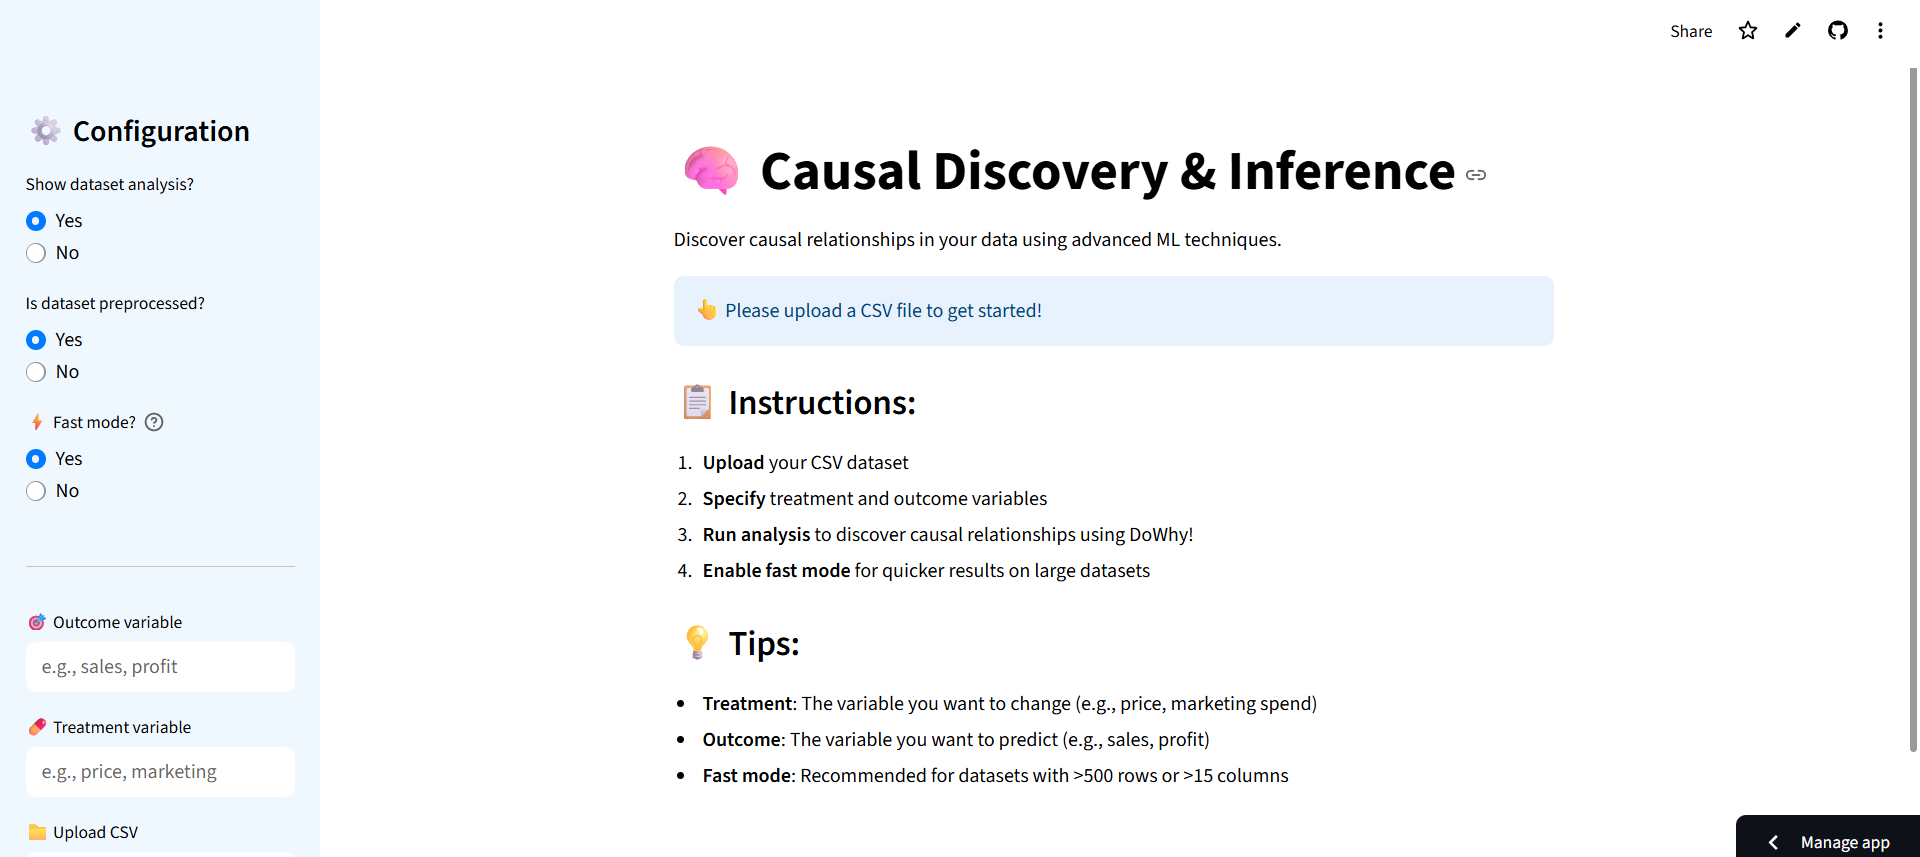 Share
Configuration
Show dataset analysis?
Yes
No
Is dataset preprocessed?
Yes
No
Fast mode?
Yes
No
Outcome variable
e.g., sales, profit
Treatment variable
e.g., price, marketing
Upload CSV
Causal Discovery & Inference
Discover causal relationships in your data using advanced ML techniques.
Please upload a CSV file to get started!
Instructions:
1. Upload your CSV dataset
2. Specify treatment and outcome variables
3. Run analysis to discover causal relationships using DoWhy!
4. Enable fast mode for quicker results on large datasets
Tips:
• Treatment: The variable you want to change (e.g., price, marketing spend)
• Outcome: The variable you want to predict (e.g., sales, profit)
• Fast mode: Recommended for datasets with >500 rows or >15 columns
Manage app